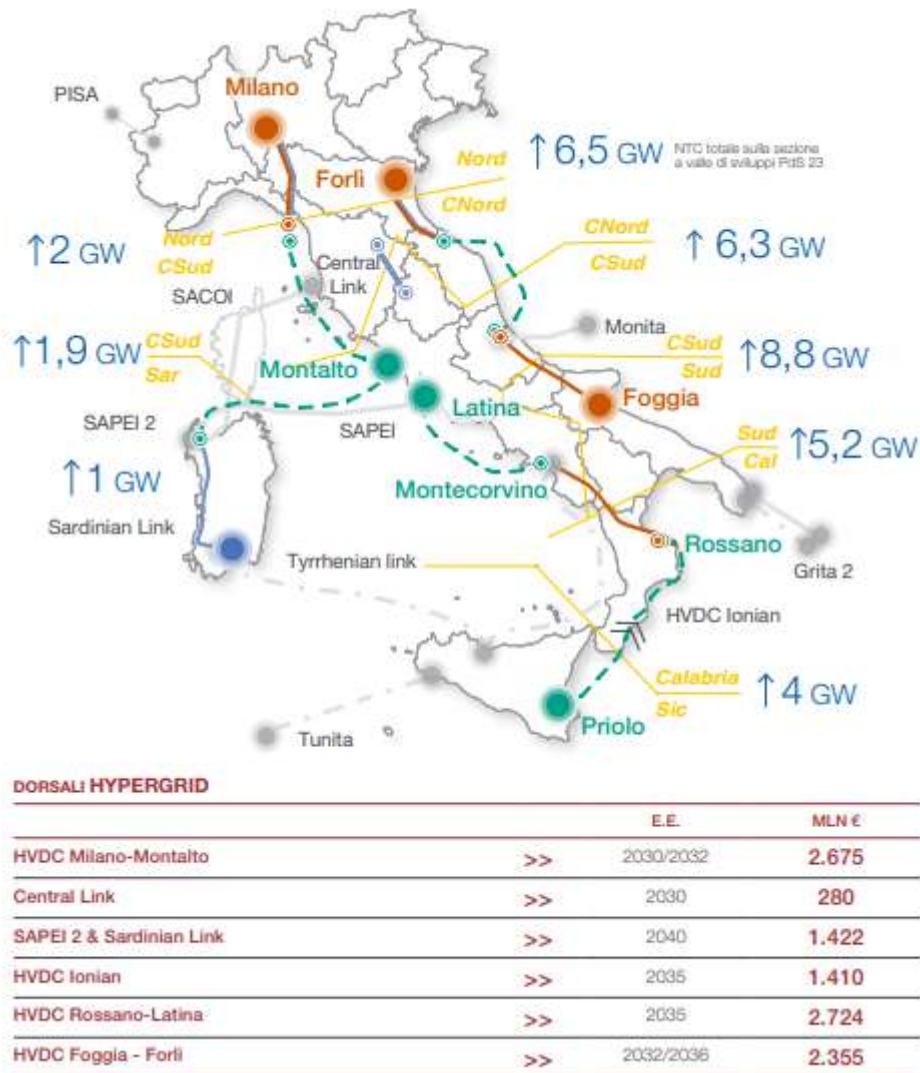 PISA
Milano
Forlì
Nord
CNord
↑6,5 GW
NTC totale sulla sezione
a valle di sviluppi PdS 23
Nord
CSud
↑2 GW
Central
Link
CNord
CSud
↑ 6,3 GW
SACOI
Monita
↑1,9 GW
CSud
Sar
Montalto
CSud
Sud
↑8,8 GW
Latina
Foggia
SAPEI 2
SAPEI
Sud
Cal
↑5,2 GW
↑1 GW
Montecorvino
Sardinian Link
Rossano
Tyrrhenian link
Grita 2
HVDC Ionian
Calabria
Sic
↑4 GW
Priolo
Tunita
DORSALI HYPERGRID
E.E. MLN €
HVDC Milano-Montalto >> 2030/2032 2.675
Central Link >> 2030 280
SAPEI 2 & Sardinian Link >> 2040 1.422
HVDC Ionian >> 2035 1.410
HVDC Rossano-Latina >> 2035 2.724
HVDC Foggia - Forlì >> 2032/2036 2.355